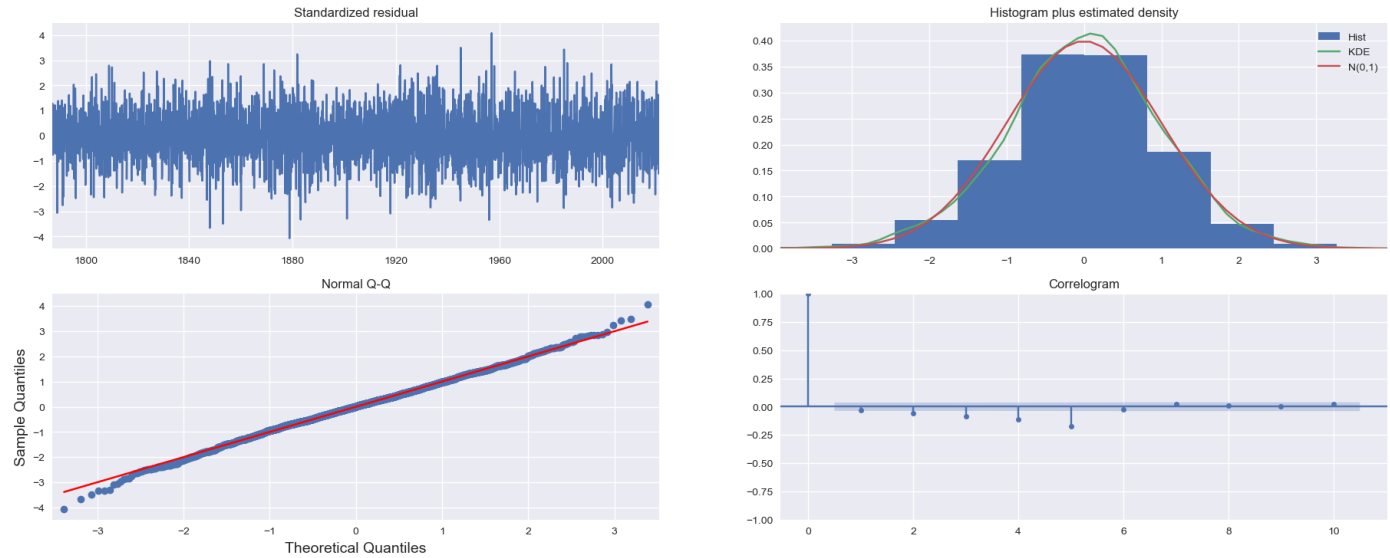 Standardized residual
4
3
2
1
0
−1
−2
−3
−4
1800 1840 1880 1920 1960 2000
Histogram plus estimated density
0.40
0.35
0.30
0.25
0.20
0.15
0.10
0.05
0.00
−3 −2 −1 0 1 2 3
Hist
KDE
N(0,1)
Normal Q-Q
Sample Quantiles
4
3
2
1
0
−1
−2
−3
−4
−3 −2 −1 0 1 2 3
Theoretical Quantiles
Correlogram
1.00
0.75
0.50
0.25
0.00
−0.25
−0.50
−0.75
−1.00
0 2 4 6 8 10